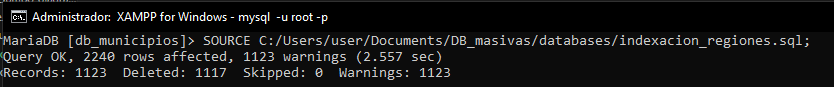 Administrador: XAMPP for Windows - mysql -u root -p
MariaDB [db_municipios]> SOURCE C:/Users/user/Documents/DB_masivas/databases/indexacion_regiones.sql;
Query OK, 2240 rows affected, 1123 warnings (2.557 sec)
Records: 1123  Deleted: 1117  Skipped: 0  Warnings: 1123